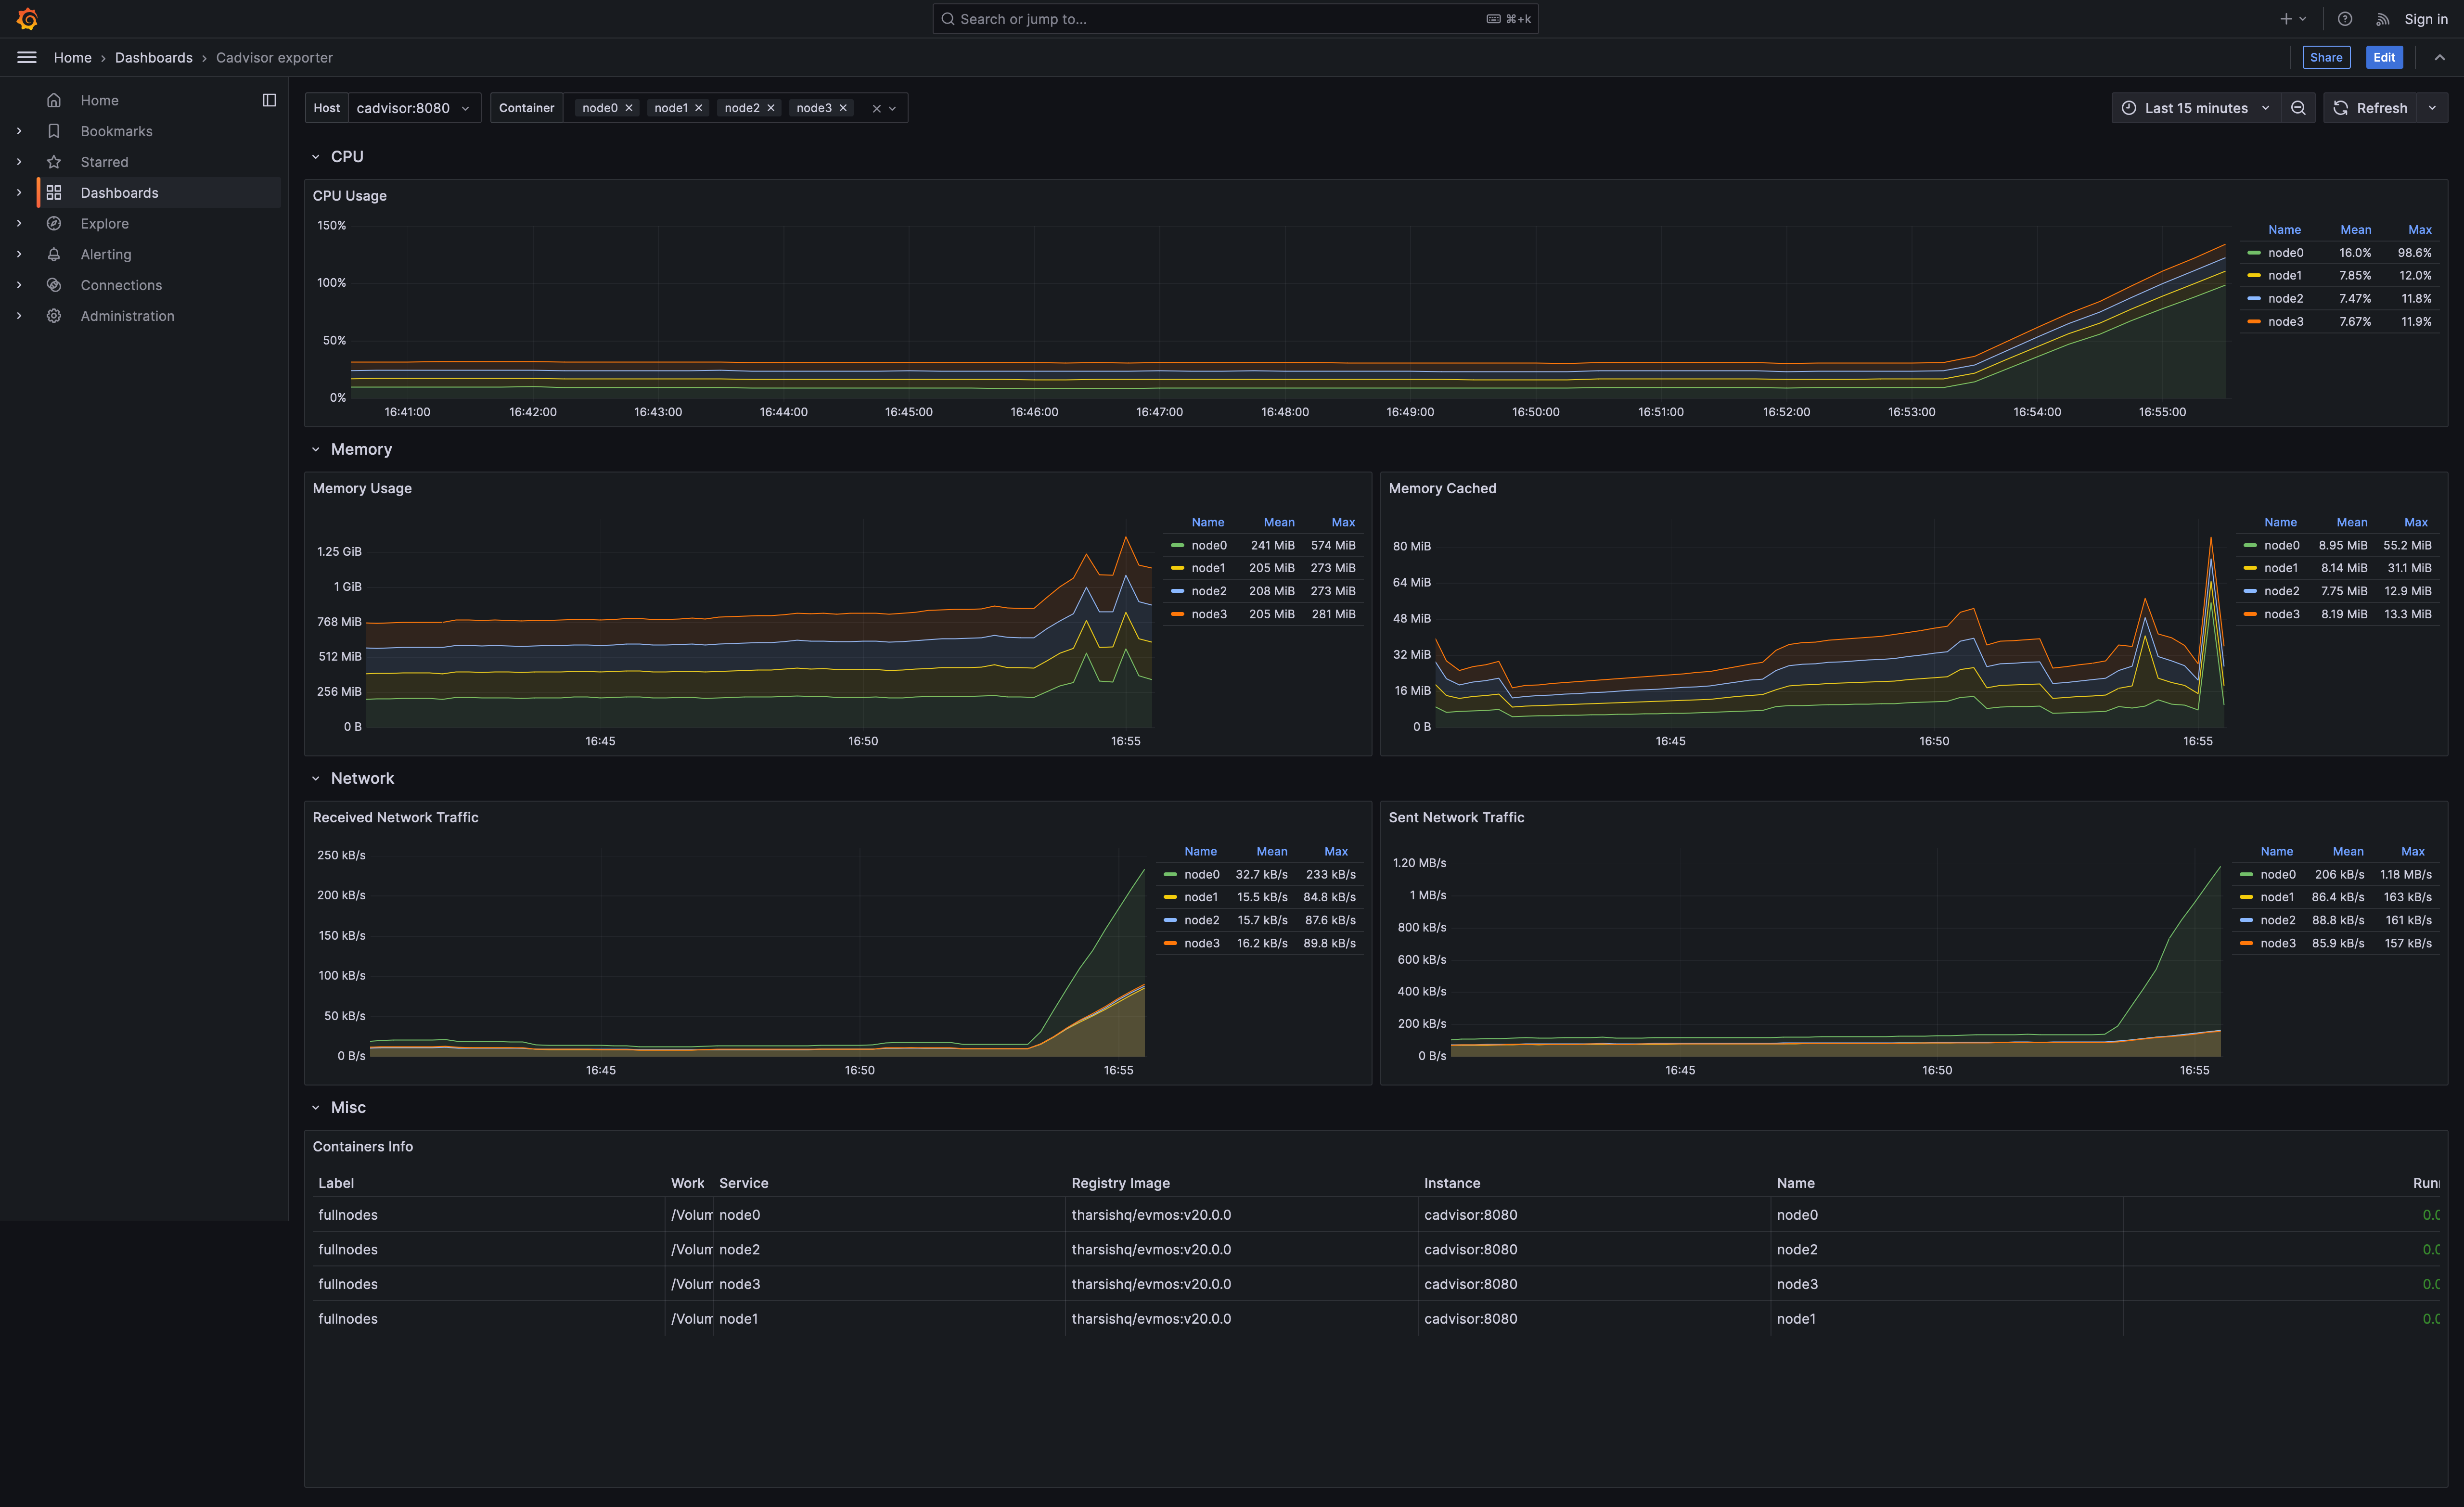 Search or jump to... ⌘+k Sign in
Home › Dashboards › Cadvisor exporter Share Edit
Home
Bookmarks
Starred
Dashboards
Explore
Alerting
Connections
Administration
Host cadvisor:8080 Container node0 node1 node2 node3 Last 15 minutes Refresh
CPU
CPU Usage
150%
100%
50%
0%
16:41:00 16:42:00 16:43:00 16:44:00 16:45:00 16:46:00 16:47:00 16:48:00 16:49:00 16:50:00 16:51:00 16:52:00 16:53:00 16:54:00 16:55:00
Name Mean Max
node0 16.0% 98.6%
node1 7.85% 12.0%
node2 7.47% 11.8%
node3 7.67% 11.9%
Memory
Memory Usage
1.25 GiB
1 GiB
768 MiB
512 MiB
256 MiB
0 B
16:45 16:50 16:55
Name Mean Max
node0 241 MiB 574 MiB
node1 205 MiB 273 MiB
node2 208 MiB 273 MiB
node3 205 MiB 281 MiB
Memory Cached
80 MiB
64 MiB
48 MiB
32 MiB
16 MiB
0 B
16:45 16:50 16:55
Name Mean Max
node0 8.95 MiB 55.2 MiB
node1 8.14 MiB 31.1 MiB
node2 7.75 MiB 12.9 MiB
node3 8.19 MiB 13.3 MiB
Network
Received Network Traffic
250 kB/s
200 kB/s
150 kB/s
100 kB/s
50 kB/s
0 B/s
16:45 16:50 16:55
Name Mean Max
node0 32.7 kB/s 233 kB/s
node1 15.5 kB/s 84.8 kB/s
node2 15.7 kB/s 87.6 kB/s
node3 16.2 kB/s 89.8 kB/s
Sent Network Traffic
1.20 MB/s
1 MB/s
800 kB/s
600 kB/s
400 kB/s
200 kB/s
0 B/s
16:45 16:50 16:55
Name Mean Max
node0 206 kB/s 1.18 MB/s
node1 86.4 kB/s 163 kB/s
node2 88.8 kB/s 161 kB/s
node3 85.9 kB/s 157 kB/s
Misc
Containers Info
Label Work Service Registry Image Instance Name Runn
fullnodes /Volum node0 tharsishq/evmos:v20.0.0 cadvisor:8080 node0 0.0
fullnodes /Volum node2 tharsishq/evmos:v20.0.0 cadvisor:8080 node2 0.0
fullnodes /Volum node3 tharsishq/evmos:v20.0.0 cadvisor:8080 node3 0.0
fullnodes /Volum node1 tharsishq/evmos:v20.0.0 cadvisor:8080 node1 0.0